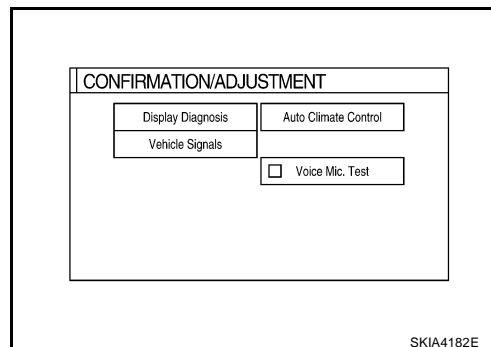 CONFIRMATION/ADJUSTMENT
Display Diagnosis
Auto Climate Control
Vehicle Signals
Voice Mic. Test
SKIA4182E